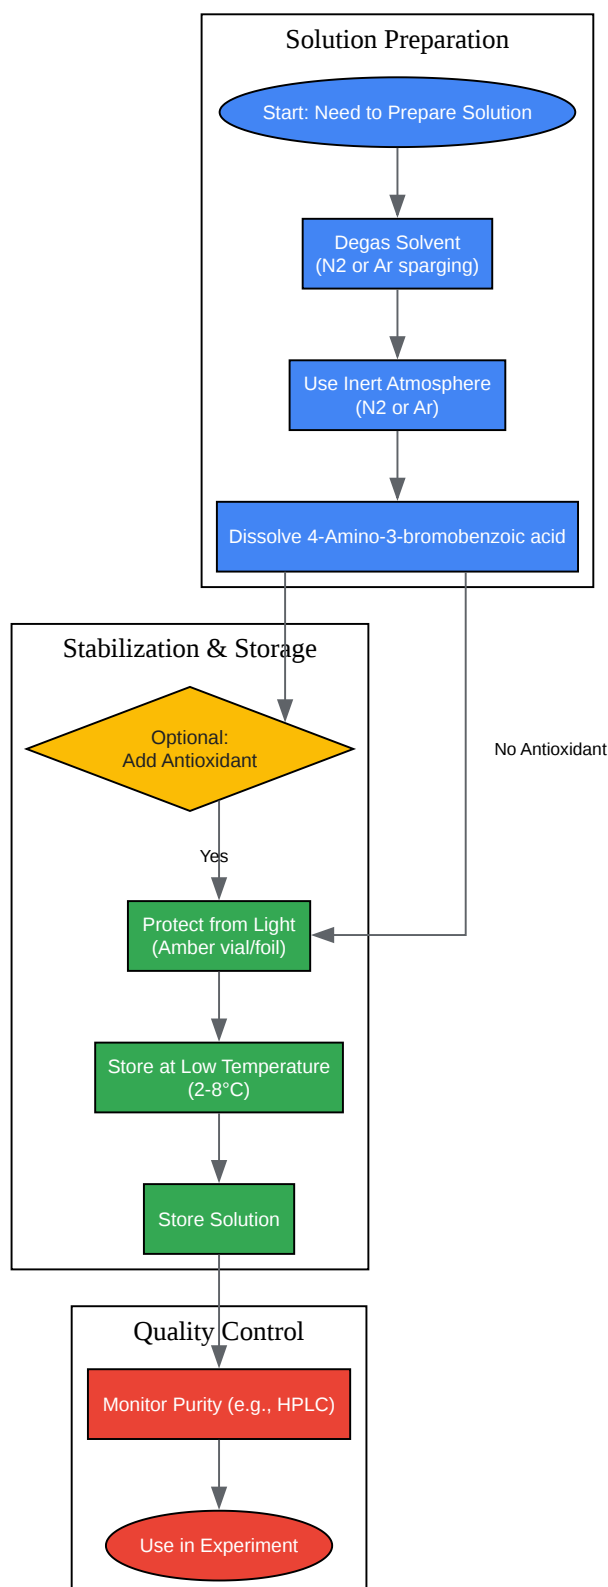 Solution Preparation
Start: Need to Prepare Solution
Degas Solvent
(N2 or Ar sparging)
Use Inert Atmosphere
(N2 or Ar)
Dissolve 4-Amino-3-bromobenzoic acid
Stabilization & Storage
Optional:
Add Antioxidant
No Antioxidant
Yes
Protect from Light
(Amber vial/foil)
Store at Low Temperature
(2-8°C)
Store Solution
Quality Control
Monitor Purity (e.g., HPLC)
Use in Experiment